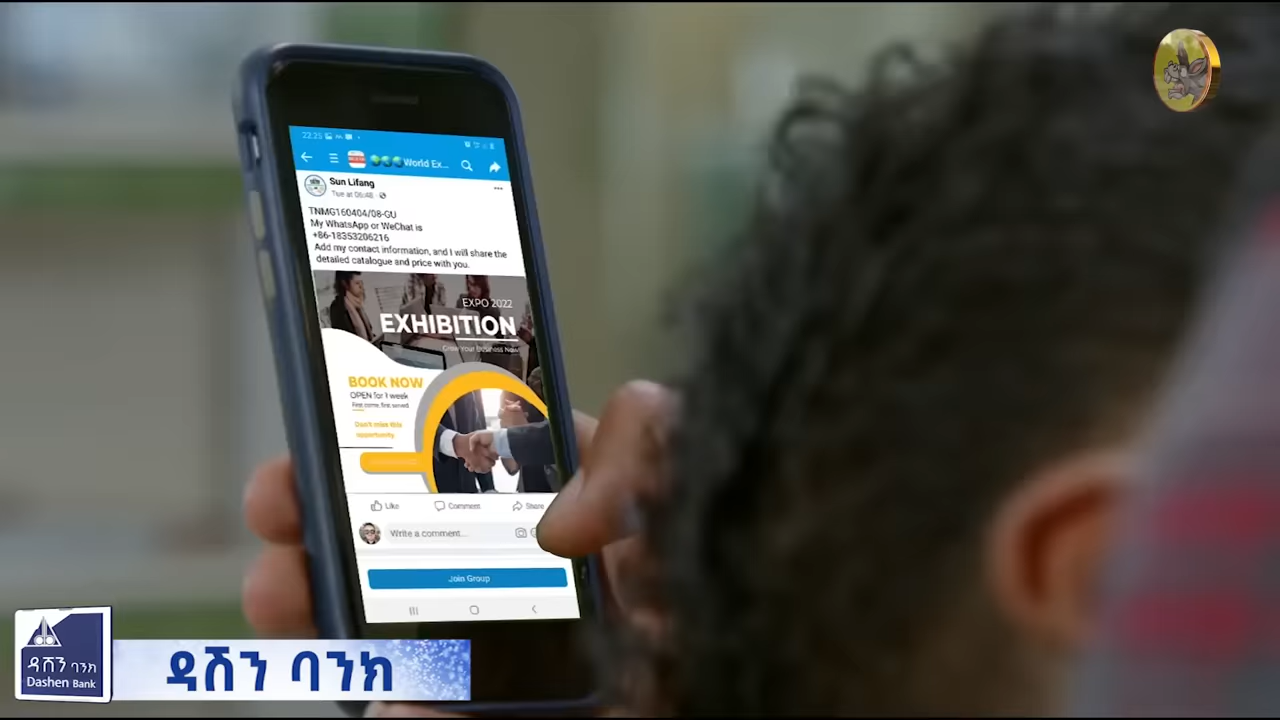 22:25
World Ex...
Sun Lifang
Tue at 06:48
TNMG160404/08-GU
My WhatsApp or WeChat is
+86-18353206216
Add my contact information, and I will share the
detailed catalogue and price with you.
EXPO 2022
EXHIBITION
Grow Your Business Now
BOOK NOW
OPEN for 1 week
First come, first served
Don't miss this
opportunity
Like
Comment
Share
Write a comment...
Join Group
ዳሽን ባንክ
Dashen Bank
ዳሽን ባንክ